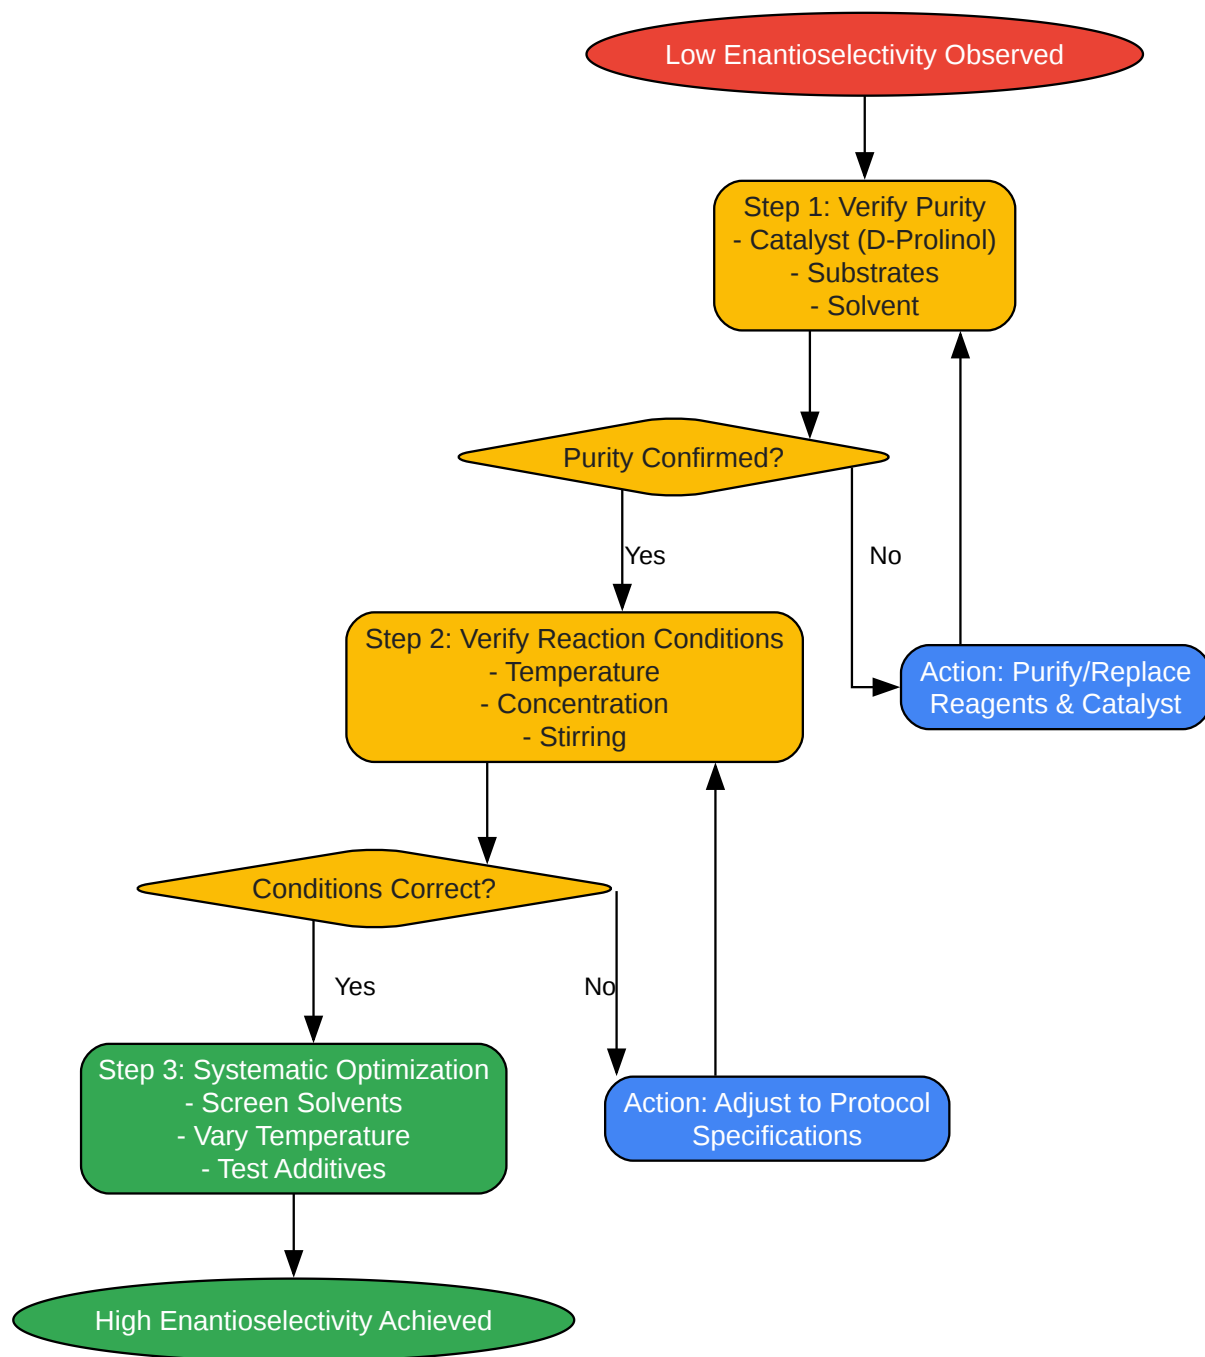 Low Enantioselectivity Observed
Step 1: Verify Purity
- Catalyst (D-Prolinol)
- Substrates
- Solvent
Purity Confirmed?
Yes
No
Step 2: Verify Reaction Conditions
- Temperature
- Concentration
- Stirring
Action: Purify/Replace
Reagents & Catalyst
Conditions Correct?
Yes
No
Step 3: Systematic Optimization
- Screen Solvents
- Vary Temperature
- Test Additives
Action: Adjust to Protocol
Specifications
High Enantioselectivity Achieved